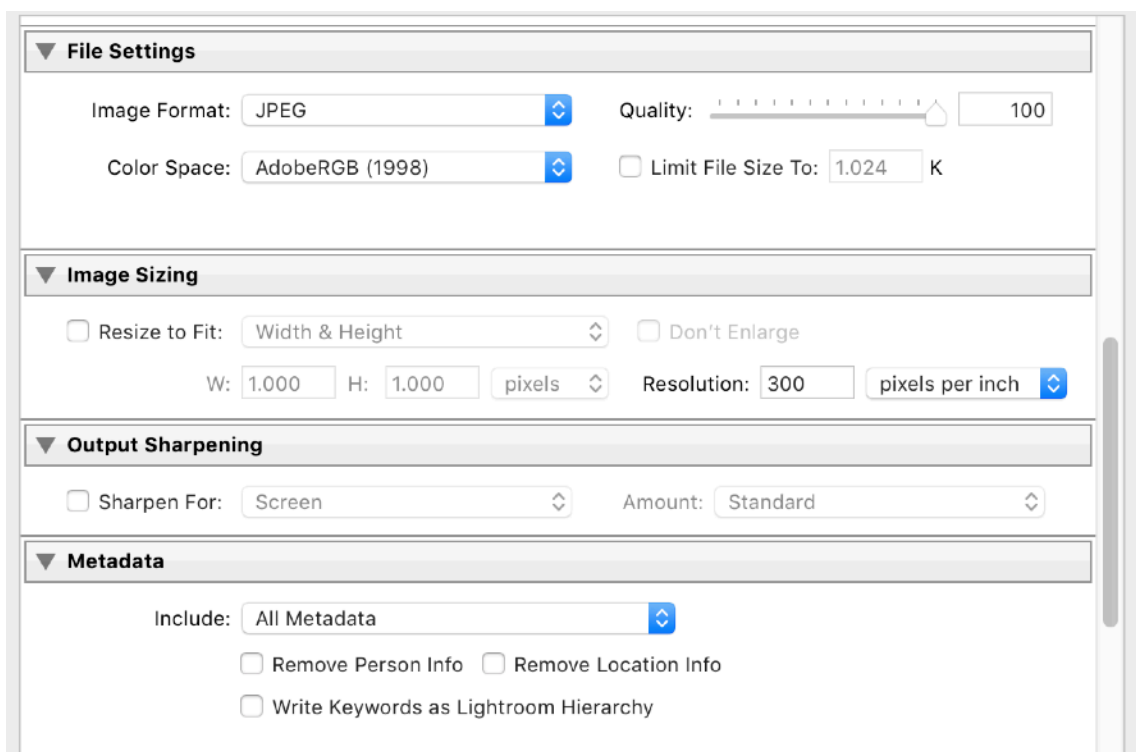 File Settings
Image Format: JPEG Quality: 100
Color Space: AdobeRGB (1998) Limit File Size To: 1.024 K
Image Sizing
Resize to Fit: Width & Height Don't Enlarge
W: 1.000 H: 1.000 pixels Resolution: 300 pixels per inch
Output Sharpening
Sharpen For: Screen Amount: Standard
Metadata
Include: All Metadata
Remove Person Info Remove Location Info
Write Keywords as Lightroom Hierarchy